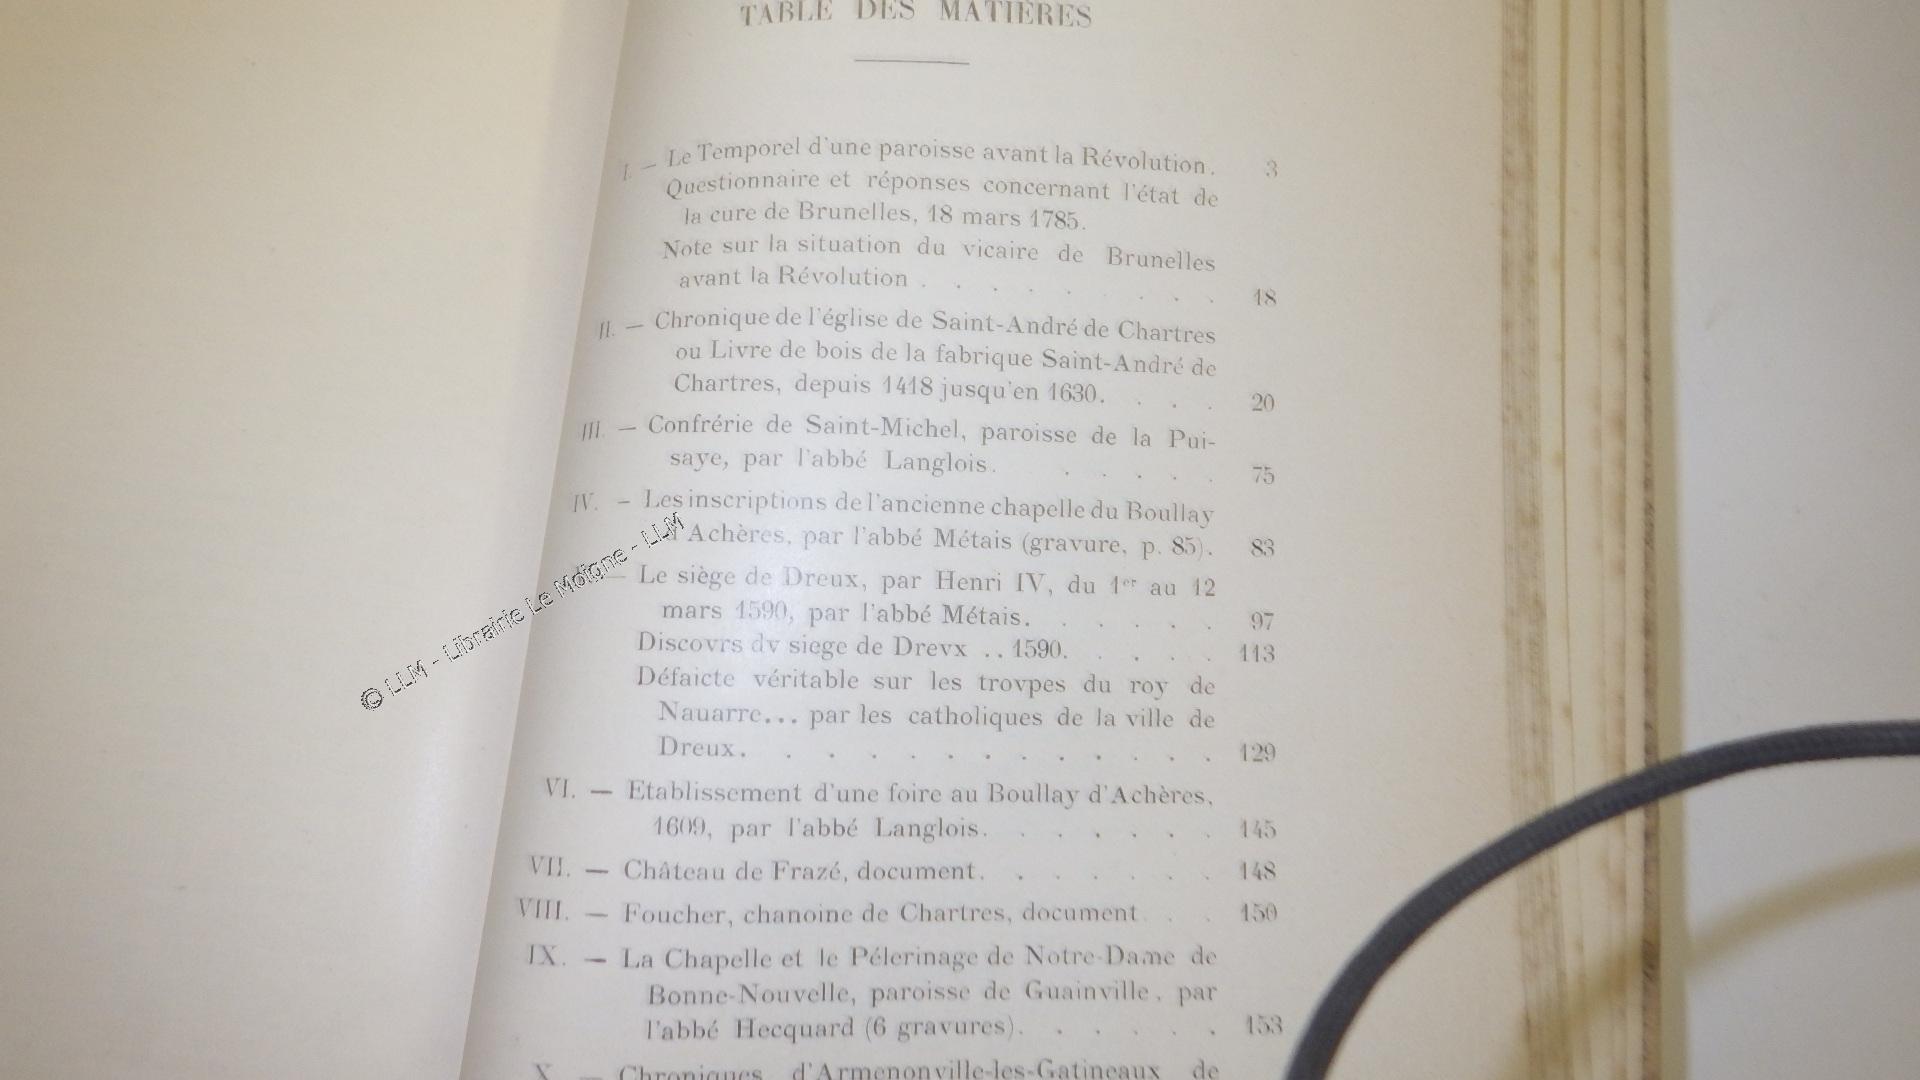 TABLE DES MATIÈRES
I. — Le Temporel d'une paroisse avant la Révolution. 3
Questionnaire et réponses concernant l'état de
la cure de Brunelles, 18 mars 1785.
Note sur la situation du vicaire de Brunelles
avant la Révolution . . . . . . . . 18
II. — Chronique de l'église de Saint-André de Chartres
ou Livre de bois de la fabrique Saint-André de
Chartres, depuis 1418 jusqu'en 1630. . . . 20
III. — Confrérie de Saint-Michel, paroisse de la Pui-
saye, par l'abbé Langlois. . . . . . 75
IV. — Les inscriptions de l'ancienne chapelle du Boullay
d'Achères, par l'abbé Métais (gravure, p. 85). 83
— Le siège de Dreux, par Henri IV, du 1er au 12
mars 1590, par l'abbé Métais. . . . . . 97
Discovrs dv siege de Drevx . . 1590. . . . . 113
Défaicte véritable sur les trovpes du roy de
Nauarre... par les catholiques de la ville de
Dreux. . . . . . . . . . . . 129
VI. — Etablissement d'une foire au Boullay d'Achères,
1609, par l'abbé Langlois. . . . . . . 145
VII. — Château de Frazé, document. . . . . . . 148
VIII. — Foucher, chanoine de Chartres, document . . 150
IX. — La Chapelle et le Pélerinage de Notre-Dame de
Bonne-Nouvelle, paroisse de Guainville, par
l'abbé Hecquard (6 gravures). . . . . . 153
X. — Chroniques d'Armenonville-les-Gatineaux de
© LLM - Librairie Le Moigne - LLM